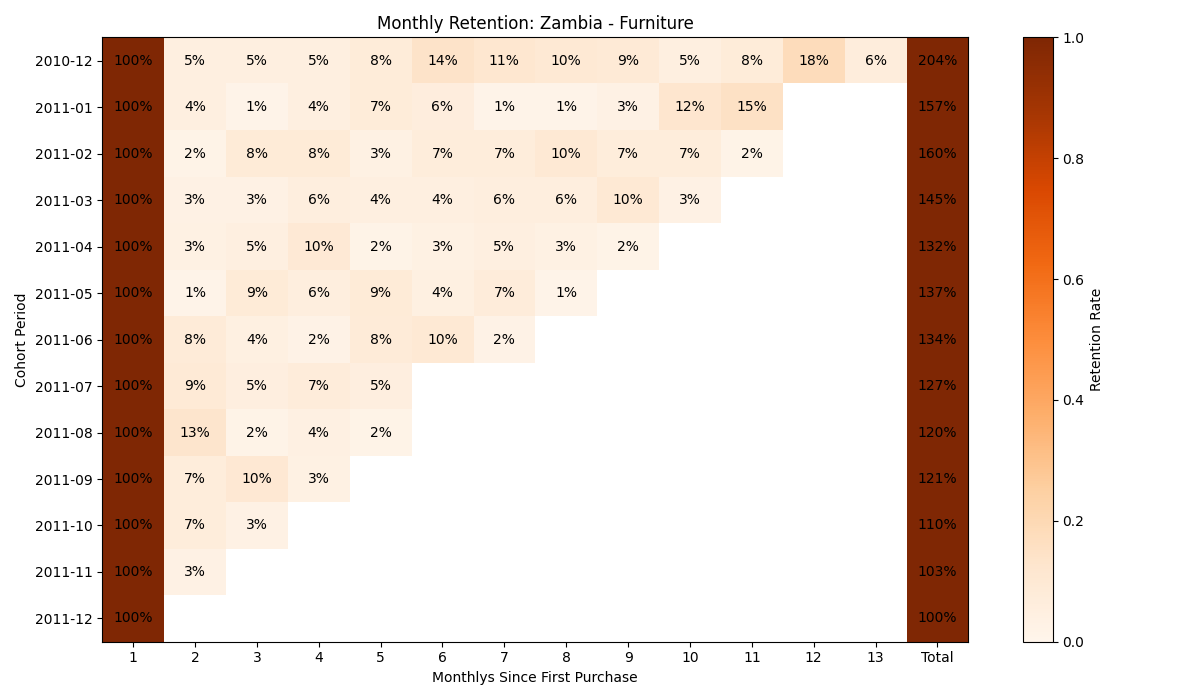 Monthly Retention: Zambia - Furniture
2010-12 100% 5% 5% 5% 8% 14% 11% 10% 9% 5% 8% 18% 6% 204%
2011-01 100% 4% 1% 4% 7% 6% 1% 1% 3% 12% 15% 157%
2011-02 100% 2% 8% 8% 3% 7% 7% 10% 7% 7% 2% 160%
2011-03 100% 3% 3% 6% 4% 4% 6% 6% 10% 3% 145%
2011-04 100% 3% 5% 10% 2% 3% 5% 3% 2% 132%
2011-05 100% 1% 9% 6% 9% 4% 7% 1% 137%
2011-06 100% 8% 4% 2% 8% 10% 2% 134%
2011-07 100% 9% 5% 7% 5% 127%
2011-08 100% 13% 2% 4% 2% 120%
2011-09 100% 7% 10% 3% 121%
2011-10 100% 7% 3% 110%
2011-11 100% 3% 103%
2011-12 100% 100%
1 2 3 4 5 6 7 8 9 10 11 12 13 Total
Monthlys Since First Purchase
Cohort Period
1.0
0.8
0.6
0.4
0.2
0.0
Retention Rate